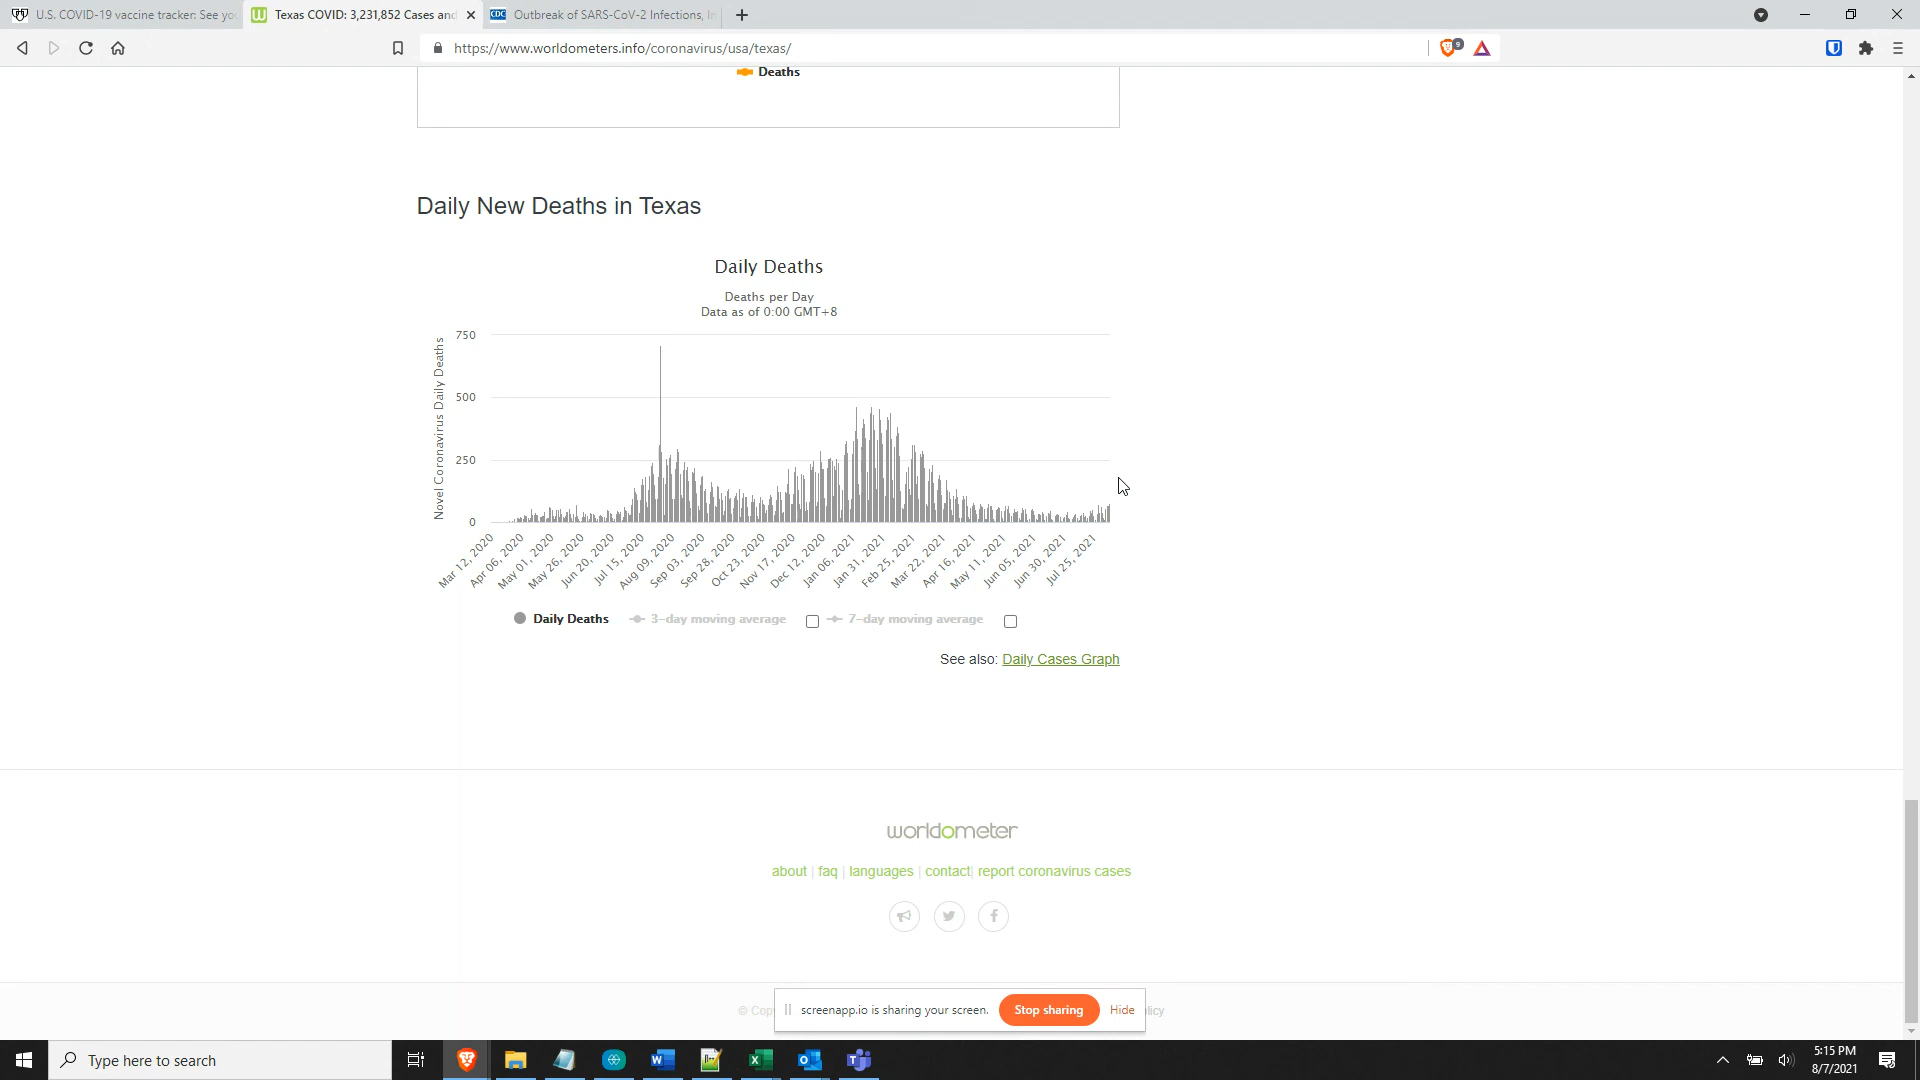 U.S. COVID-19 vaccine tracker: See yo
Texas COVID: 3,231,852 Cases and
CDC Outbreak of SARS-CoV-2 Infections, In
https://www.worldometers.info/coronavirus/usa/texas/
9
Deaths
Daily New Deaths in Texas
Daily Deaths
Deaths per Day
Data as of 0:00 GMT+8
Novel Coronavirus Daily Deaths
750
500
250
0
Mar 12, 2020
Apr 06, 2020
May 01, 2020
May 26, 2020
Jun 20, 2020
Jul 15, 2020
Aug 09, 2020
Sep 03, 2020
Sep 28, 2020
Oct 23, 2020
Nov 17, 2020
Dec 12, 2020
Jan 06, 2021
Jan 31, 2021
Feb 25, 2021
Mar 22, 2021
Apr 16, 2021
May 11, 2021
Jun 05, 2021
Jun 30, 2021
Jul 25, 2021
Daily Deaths 3-day moving average 7-day moving average
See also: Daily Cases Graph
worldometer
about | faq | languages | contact | report coronavirus cases
© Cop
licy
screenapp.io is sharing your screen. Stop sharing Hide
Type here to search
5:15 PM
8/7/2021